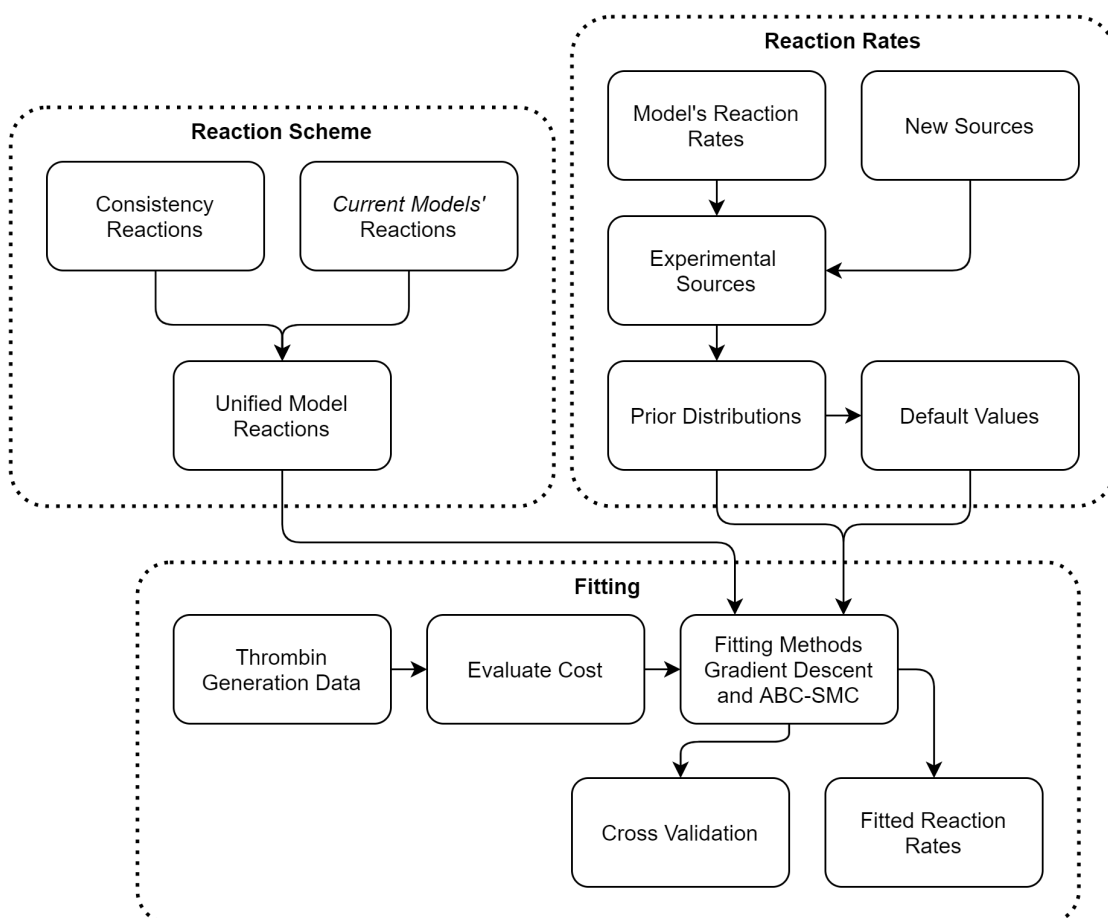 Reaction Rates
Model's Reaction
Rates
New Sources
Reaction Scheme
Consistency
Reactions
Current Models'
Reactions
Experimental
Sources
Unified Model
Reactions
Prior Distributions
Default Values
Fitting
Thrombin
Generation Data
Evaluate Cost
Fitting Methods
Gradient Descent
and ABC-SMC
Cross Validation
Fitted Reaction
Rates